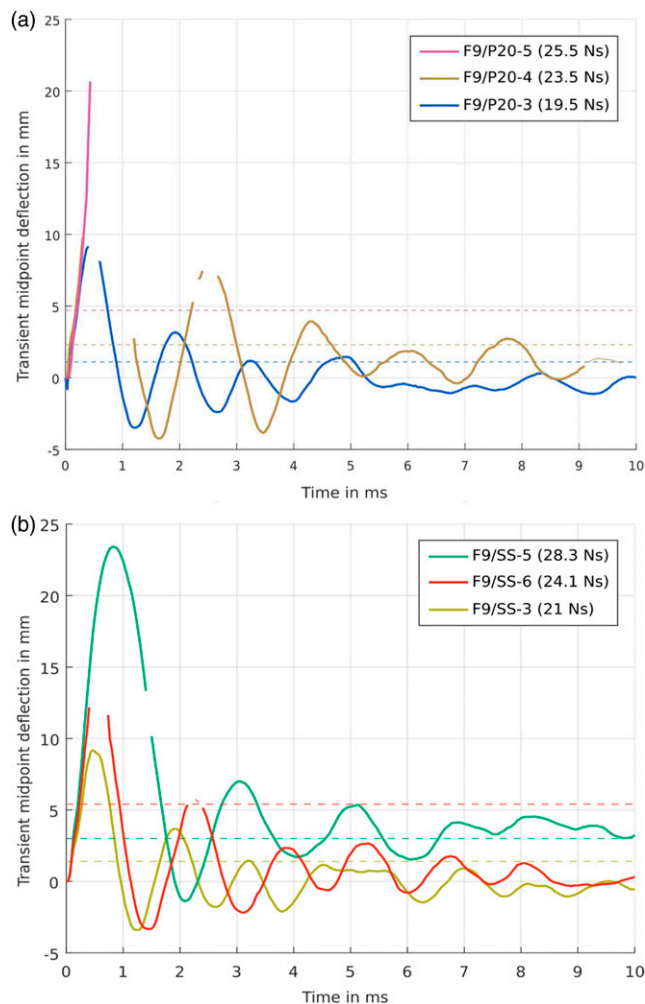 (a)
25
20
15
10
5
0
-5
Transient midpoint deflection in mm
F9/P20-5 (25.5 Ns)
F9/P20-4 (23.5 Ns)
F9/P20-3 (19.5 Ns)
0 1 2 3 4 5 6 7 8 9 10
Time in ms
(b)
25
20
15
10
5
0
-5
Transient midpoint deflection in mm
F9/SS-5 (28.3 Ns)
F9/SS-6 (24.1 Ns)
F9/SS-3 (21 Ns)
0 1 2 3 4 5 6 7 8 9 10
Time in ms